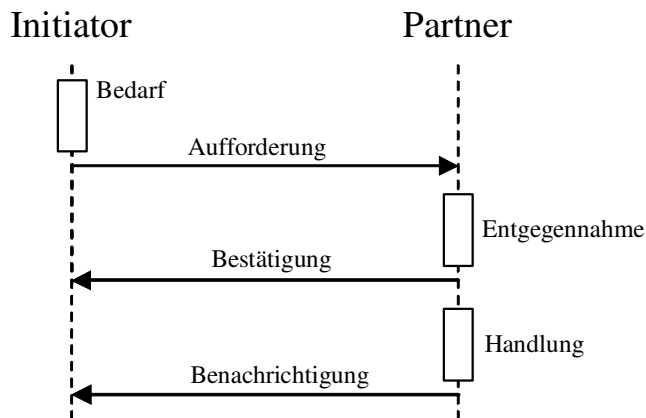 Initiator
Partner
Bedarf
Aufforderung
Entgegennahme
Bestätigung
Handlung
Benachrichtigung